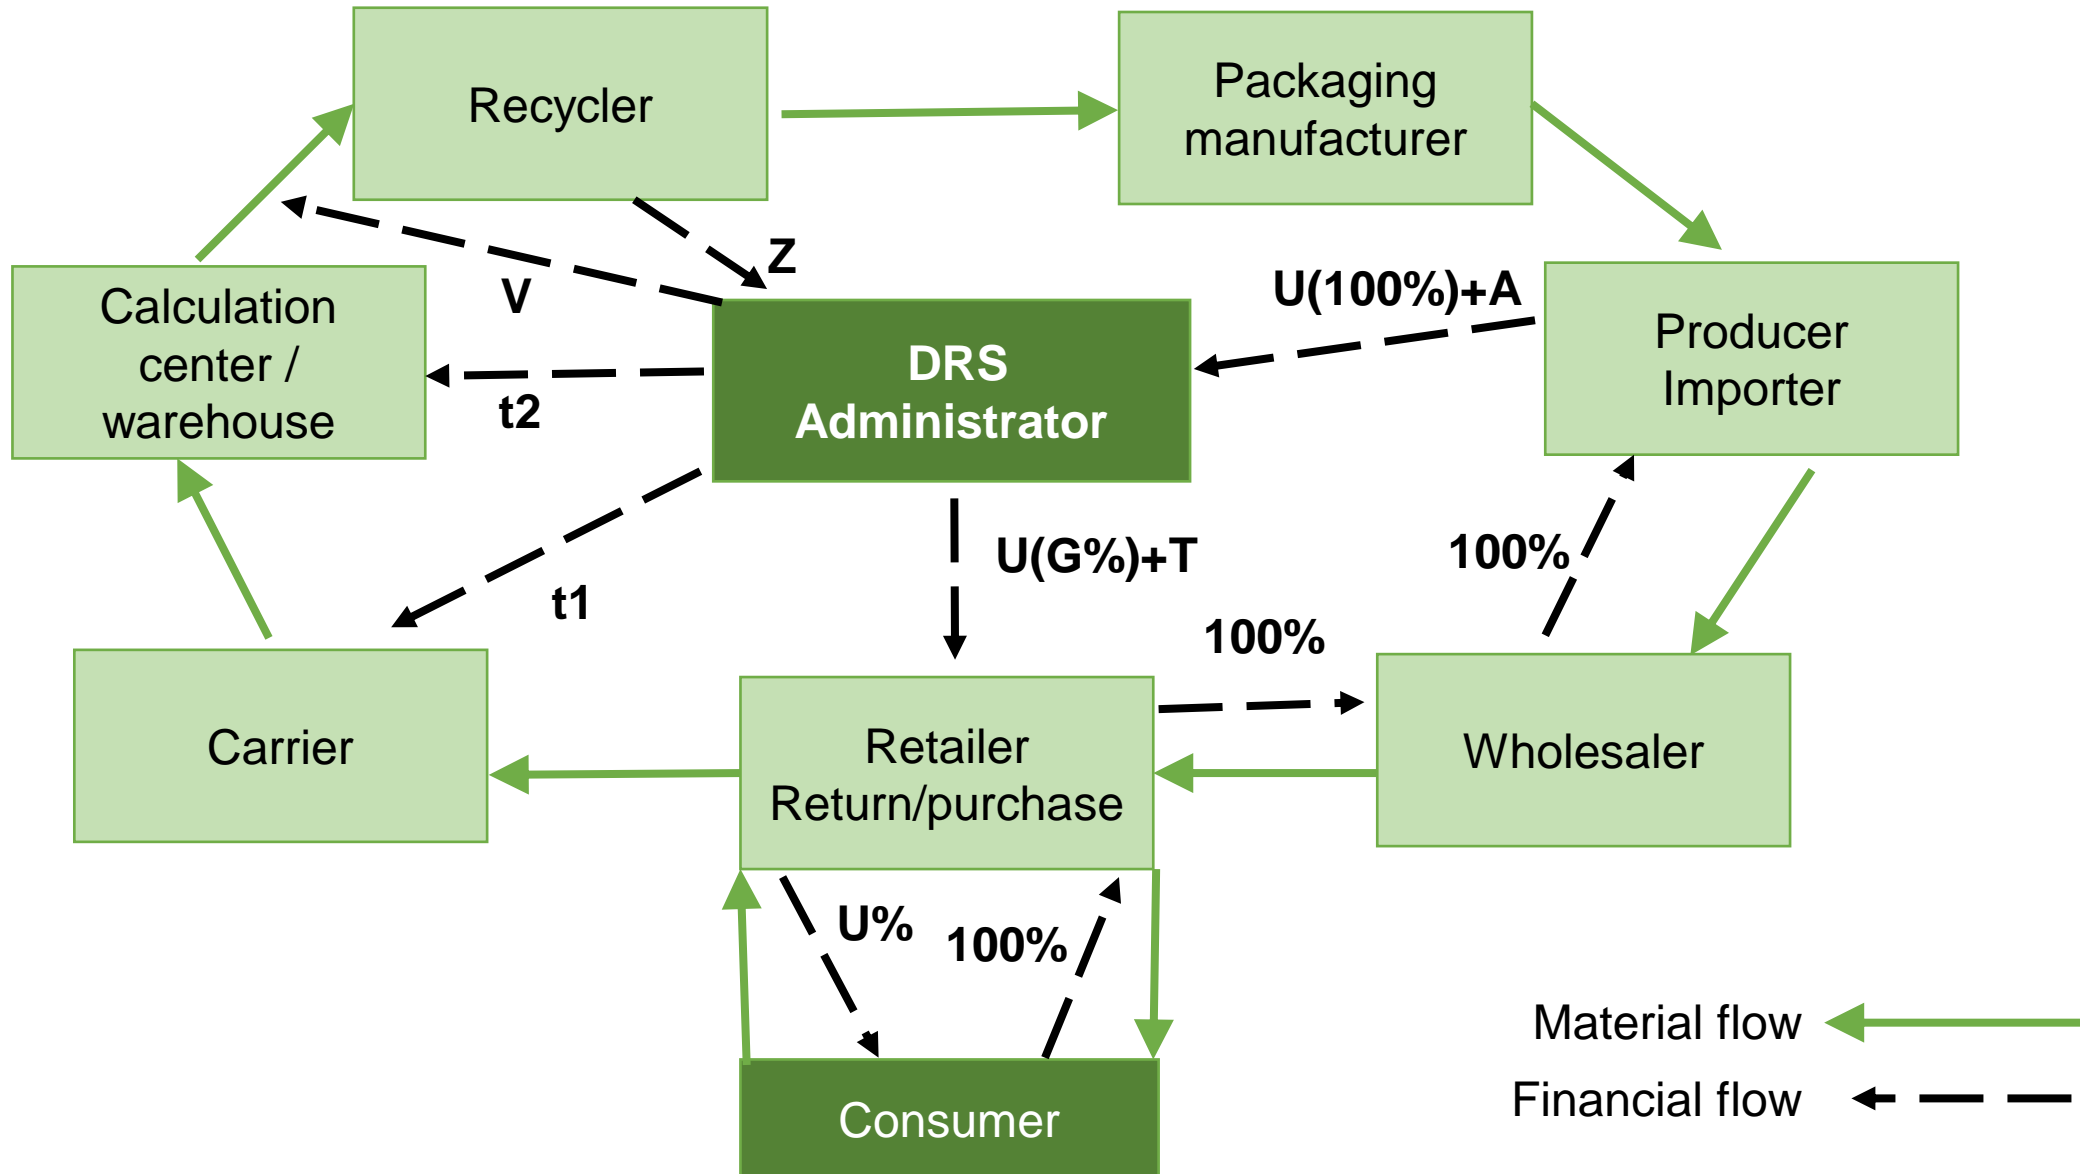 Recycler
Packaging
manufacturer
Z
V
U(100%)+A
Calculation
center /
warehouse
t2
DRS
Administrator
Producer
Importer
t1
U(G%)+T
100%
100%
Carrier
Retailer
Return/purchase
Wholesaler
U%
100%
Consumer
Material flow
Financial flow